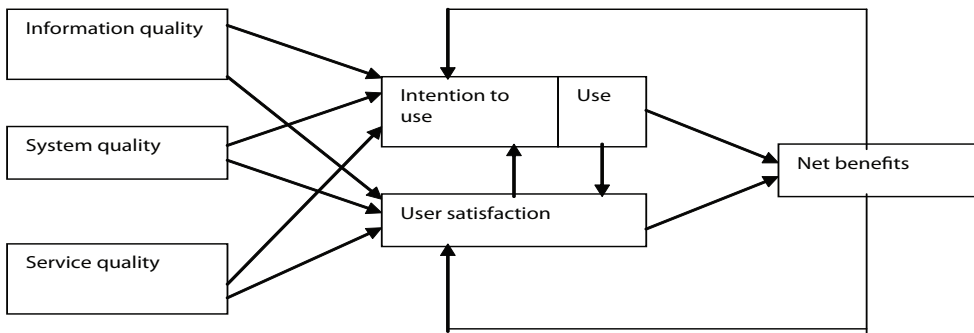 Information quality
System quality
Service quality
Intention to
use
Use
User satisfaction
Net benefits